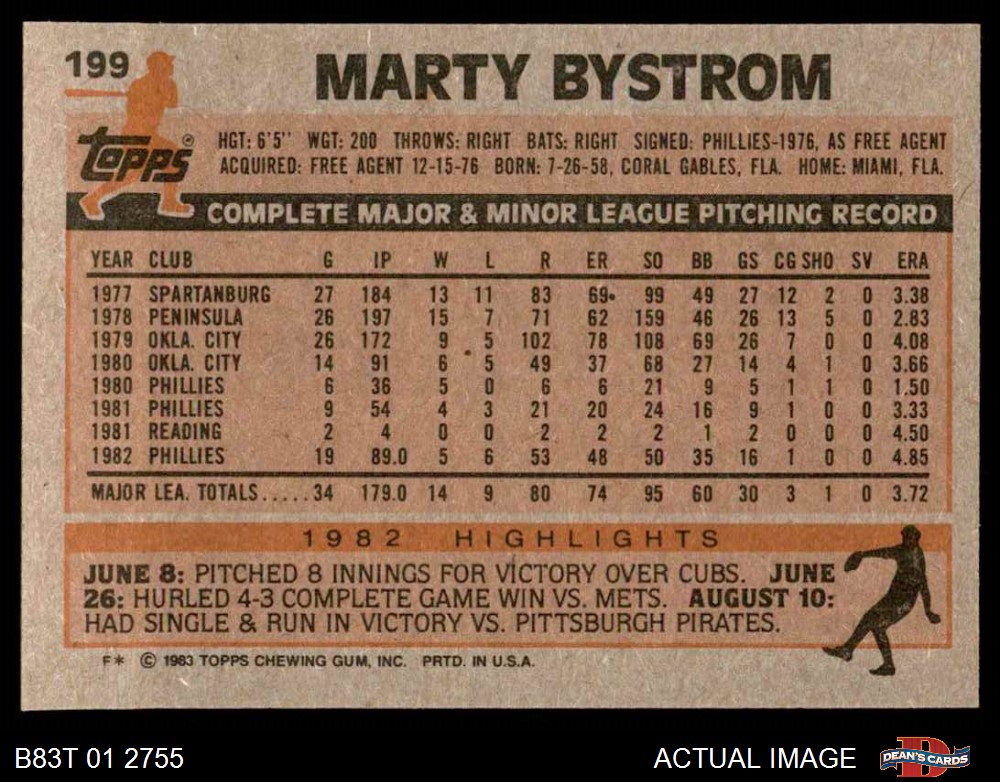 199
MARTY BYSTROM
Topps®
HGT: 6'5" WGT: 200 THROWS: RIGHT BATS: RIGHT SIGNED: PHILLIES-1976, AS FREE AGENT
ACQUIRED: FREE AGENT 12-15-76 BORN: 7-26-58, CORAL GABLES, FLA. HOME: MIAMI, FLA.
COMPLETE MAJOR & MINOR LEAGUE PITCHING RECORD
YEAR CLUB G IP W L R ER SO BB GS CG SHO SV ERA
1977 SPARTANBURG 27 184 13 11 83 69• 99 49 27 12 2 0 3.38
1978 PENINSULA 26 197 15 7 71 62 159 46 26 13 5 0 2.83
1979 OKLA. CITY 26 172 9 5 102 78 108 69 26 7 0 0 4.08
1980 OKLA. CITY 14 91 6 5 49 37 68 27 14 4 1 0 3.66
1980 PHILLIES 6 36 5 0 6 6 21 9 5 1 1 0 1.50
1981 PHILLIES 9 54 4 3 21 20 24 16 9 1 0 0 3.33
1981 READING 2 4 0 0 2 2 2 1 2 0 0 0 4.50
1982 PHILLIES 19 89.0 5 6 53 48 50 35 16 1 0 0 4.85
MAJOR LEA. TOTALS.....34 179.0 14 9 80 74 95 60 30 3 1 0 3.72
1982 HIGHLIGHTS
JUNE 8: PITCHED 8 INNINGS FOR VICTORY OVER CUBS. JUNE
26: HURLED 4-3 COMPLETE GAME WIN VS. METS. AUGUST 10:
HAD SINGLE & RUN IN VICTORY VS. PITTSBURGH PIRATES.
F* © 1983 TOPPS CHEWING GUM, INC. PRTD. IN U.S.A.
B83T 01 2755
ACTUAL IMAGE
DEAN'S CARDS